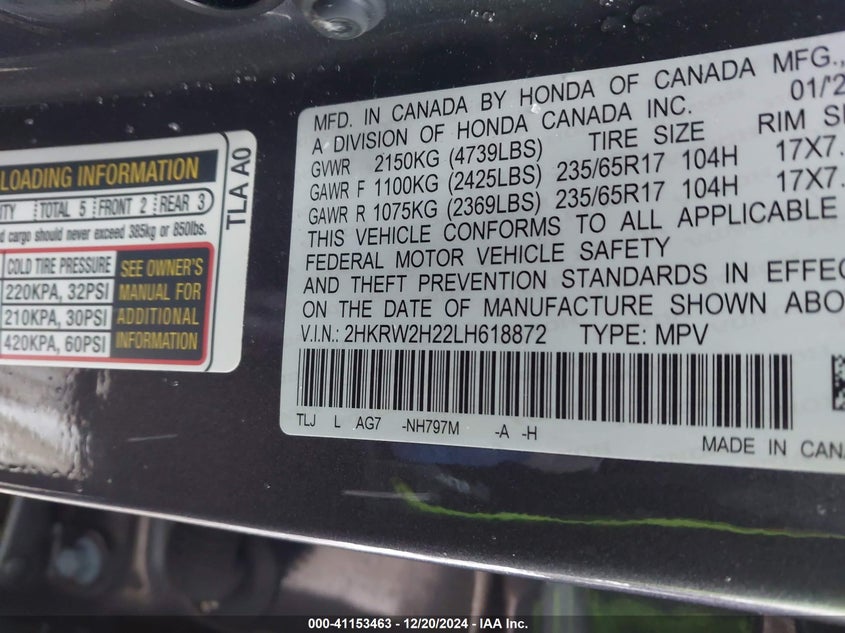 LOADING INFORMATION
TOTAL 5 FRONT 2 REAR 3
cargo should never exceed 385kg or 850lbs.
COLD TIRE PRESSURE
220KPA, 32PSI
210KPA, 30PSI
420KPA, 60PSI
SEE OWNER'S
MANUAL FOR
ADDITIONAL
INFORMATION
TLA A0
MFD. IN CANADA BY HONDA OF CANADA MFG.,
A DIVISION OF HONDA CANADA INC. 01/'2
GVWR 2150KG (4739LBS) TIRE SIZE RIM
GAWR F 1100KG (2425LBS) 235/65R17 104H 17X7.
GAWR R 1075KG (2369LBS) 235/65R17 104H 17X7.
THIS VEHICLE CONFORMS TO ALL APPLICABLE
FEDERAL MOTOR VEHICLE SAFETY
AND THEFT PREVENTION STANDARDS IN
ON THE DATE OF MANUFACTURE SHOWN
V.I.N.: 2HKRW2H22LH618872 TYPE: MPV
TLJ L AG7 -NH797M -A -H
MADE IN
000-41153463 - 12/20/2024 - IAA Inc.